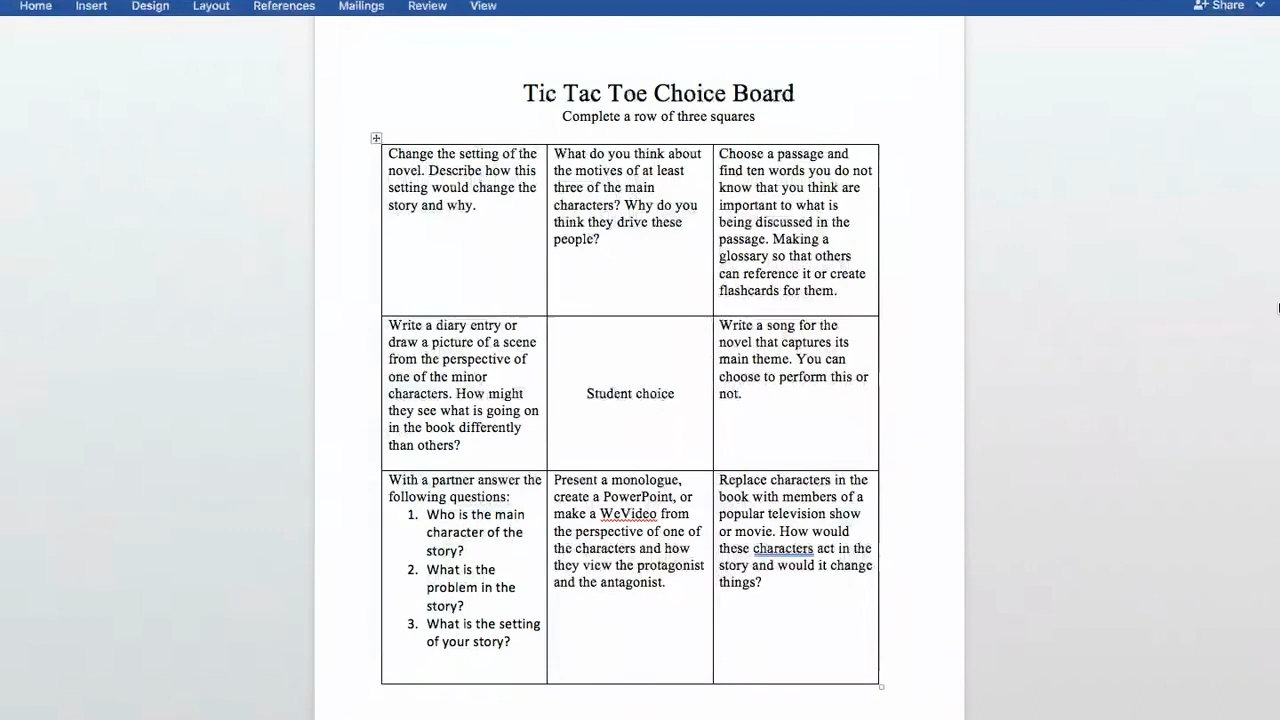 Home Insert Design Layout References Mailings Review View Share
Tic Tac Toe Choice Board
Complete a row of three squares
Change the setting of the
novel. Describe how this
setting would change the
story and why.
What do you think about
the motives of at least
three of the main
characters? Why do you
think they drive these
people?
Choose a passage and
find ten words you do not
know that you think are
important to what is
being discussed in the
passage. Making a
glossary so that others
can reference it or create
flashcards for them.
Write a diary entry or
draw a picture of a scene
from the perspective of
one of the minor
characters. How might
they see what is going on
in the book differently
than others?
Student choice
Write a song for the
novel that captures its
main theme. You can
choose to perform this or
not.
With a partner answer the
following questions:
1. Who is the main
character of the
story?
2. What is the
problem in the
story?
3. What is the setting
of your story?
Present a monologue,
create a PowerPoint, or
make a WeVideo from
the perspective of one of
the characters and how
they view the protagonist
and the antagonist.
Replace characters in the
book with members of a
popular television show
or movie. How would
these characters act in the
story and would it change
things?